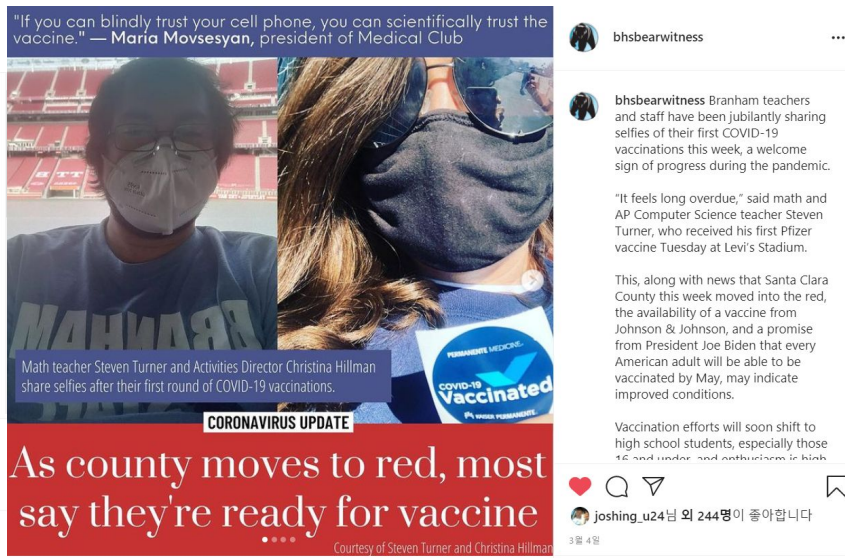 "If you can blindly trust your cell phone, you can scientifically trust the
vaccine." — Maria Movsesyan, president of Medical Club
BRANHAM
Math teacher Steven Turner and Activities Director Christina Hillman
share selfies after their first round of COVID-19 vaccinations.
PERMANENTE MEDICINE.
COVID-19
Vaccinated
KAISER PERMANENTE.
CORONAVIRUS UPDATE
As county moves to red, most
say they're ready for vaccine
Courtesy of Steven Turner and Christina Hillman
bhsbearwitness
bhsbearwitness Branham teachers
and staff have been jubilantly sharing
selfies of their first COVID-19
vaccinations this week, a welcome
sign of progress during the pandemic.
"It feels long overdue," said math and
AP Computer Science teacher Steven
Turner, who received his first Pfizer
vaccine Tuesday at Levi's Stadium.
This, along with news that Santa Clara
County this week moved into the red,
the availability of a vaccine from
Johnson & Johnson, and a promise
from President Joe Biden that every
American adult will be able to be
vaccinated by May, may indicate
improved conditions.
Vaccination efforts will soon shift to
high school students, especially those
16 and under, and enthusiasm is high
joshing_u24님 외 244명이 좋아합니다
3월 4일